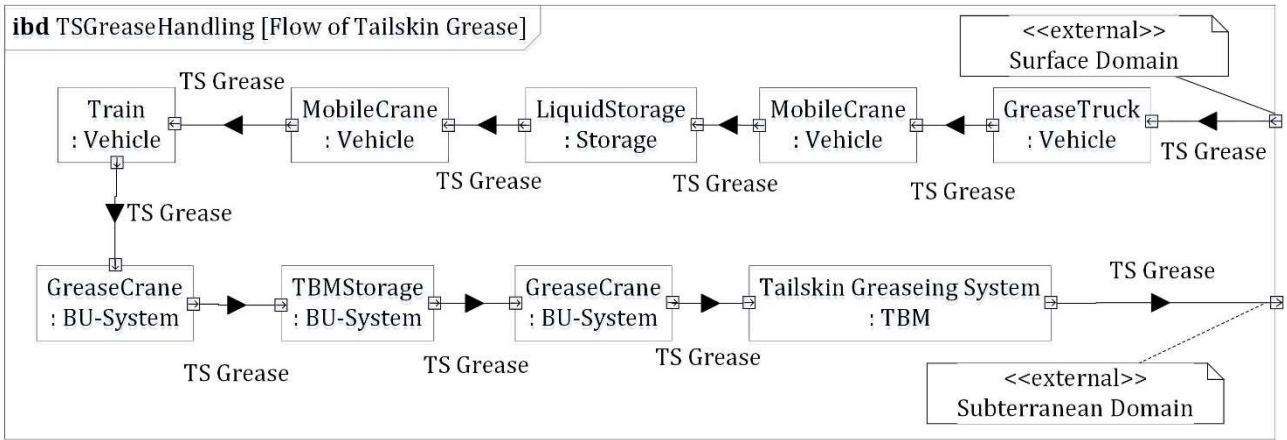 ibd TSGreaseHandling [Flow of Tailskin Grease]
<<external>>
Surface Domain
TS Grease
Train
: Vehicle
MobileCrane
: Vehicle
LiquidStorage
: Storage
MobileCrane
: Vehicle
GreaseTruck
: Vehicle
TS Grease
TS Grease
TS Grease
TS Grease
TS Grease
GreaseCrane
: BU-System
TBMStorage
: BU-System
GreaseCrane
: BU-System
Tailskin Greaseing System
: TBM
TS Grease
TS Grease
TS Grease
TS Grease
<<external>>
Subterranean Domain